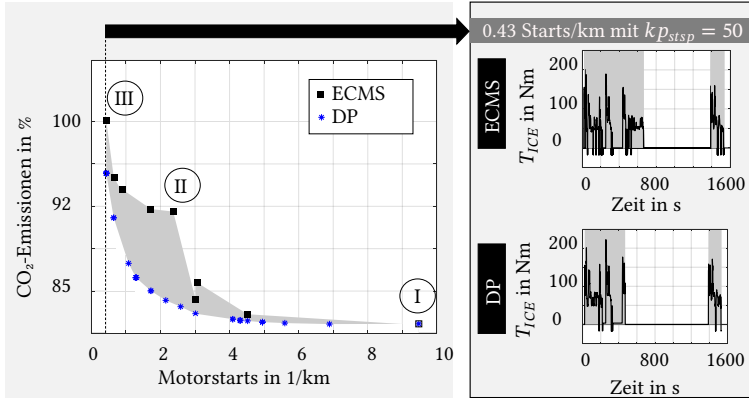 0.43 Starts/km mit kp_stsp = 50
III
II
I
ECMS
DP
100
92
85
CO₂-Emissionen in %
0 2 4 6 8 10
Motorstarts in 1/km
ECMS
T_ICE in Nm
200
100
0
0 800 1600
Zeit in s
DP
T_ICE in Nm
200
100
0
0 800 1600
Zeit in s